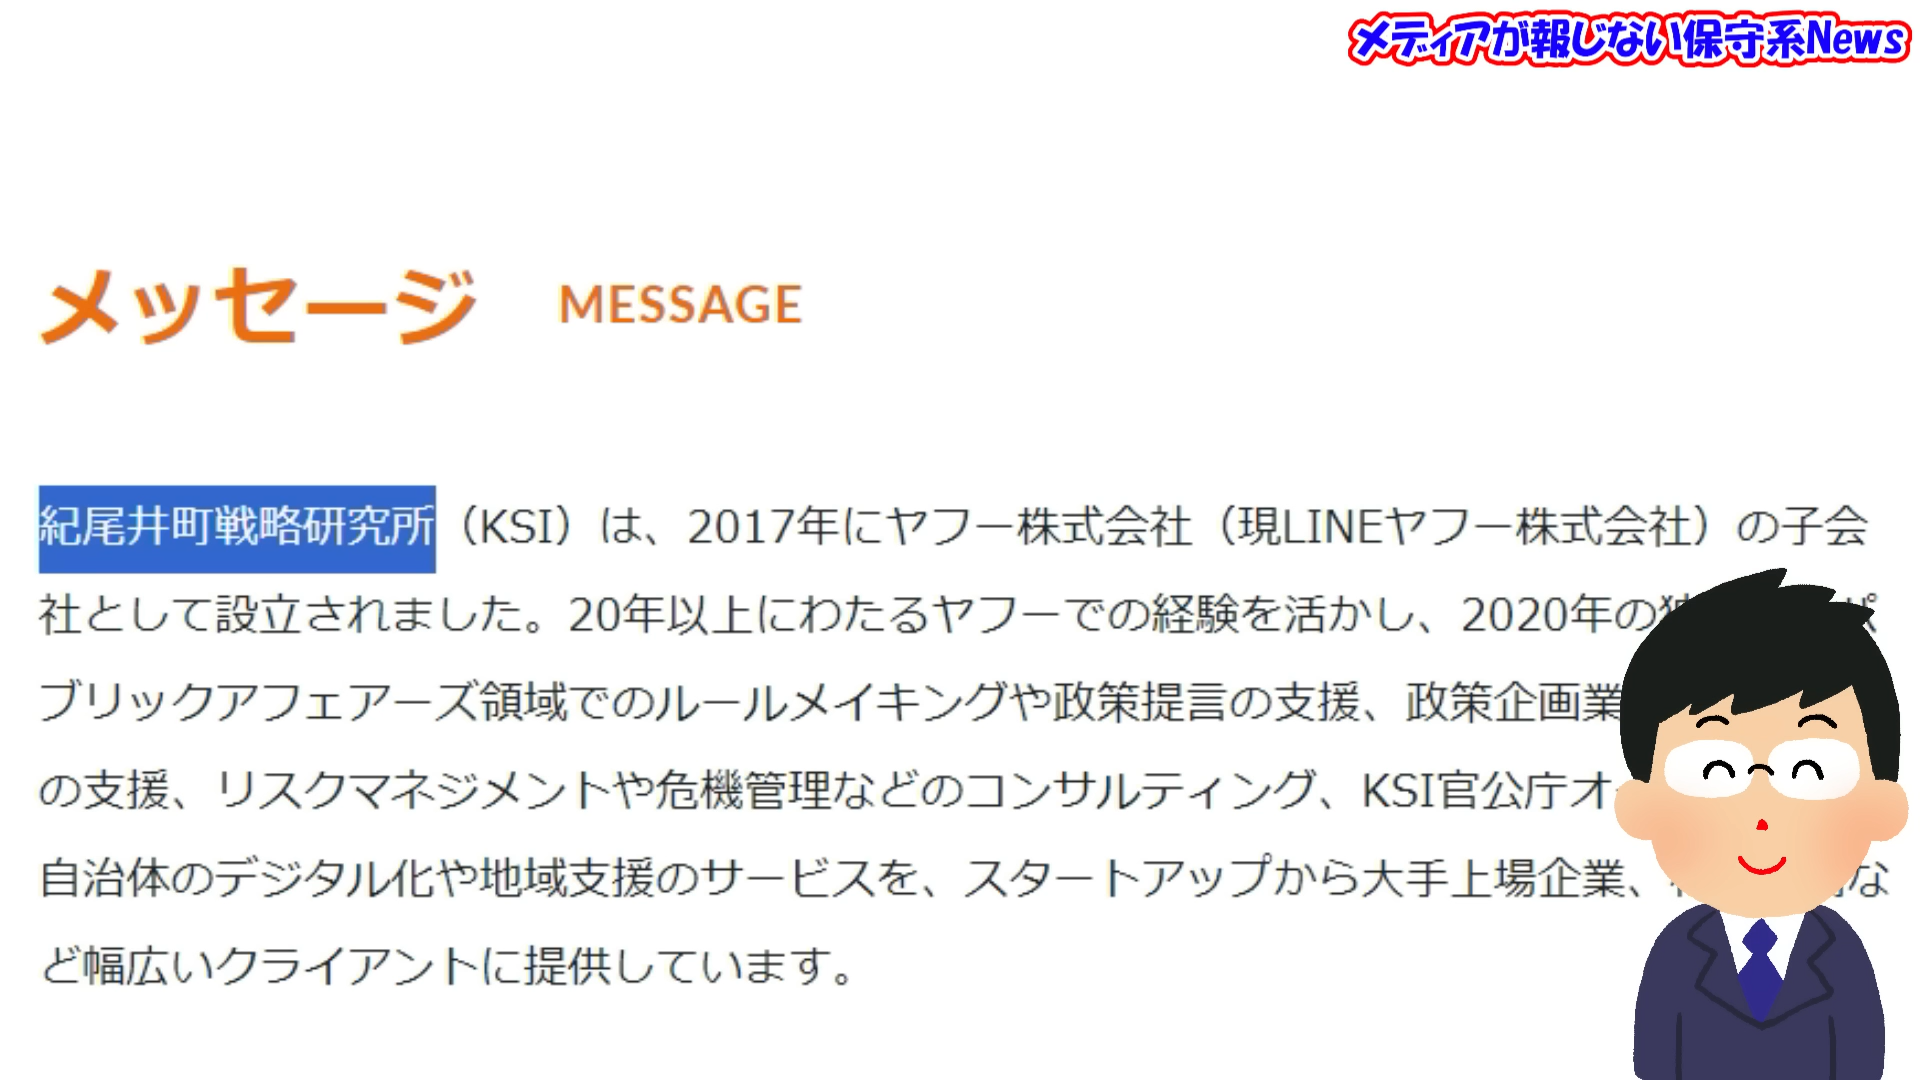 メディアが報じない保守系News
メッセージ MESSAGE
紀尾井町戦略研究所（KSI）は、2017年にヤフー株式会社（現LINEヤフー株式会社）の子会
社として設立されました。20年以上にわたるヤフーでの経験を活かし、2020年の
ブリックアフェアーズ領域でのルールメイキングや政策提言の支援、政策企画業
の支援、リスクマネジメントや危機管理などのコンサルティング、KSI官公庁オ
自治体のデジタル化や地域支援のサービスを、スタートアップから大手上場企業、 な
ど幅広いクライアントに提供しています。